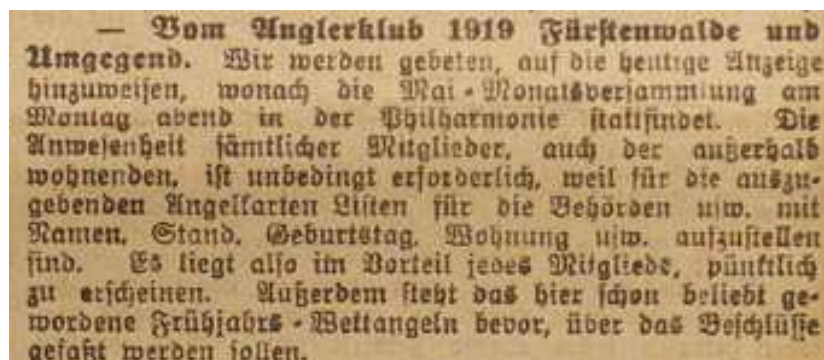 — Vom Anglerklub 1919 Fürstenwalde und
Umgegend. Wir werden gebeten, auf die heutige Anzeige
hinzuweisen, wonach die Mai-Monatsversammlung am
Montag abend in der Philharmonie stattfindet. Die
Anwesenheit sämtlicher Mitglieder, auch der außerhalb
wohnenden, ist unbedingt erforderlich, weil für die auszu-
gebenden Angelkarten Listen für die Behörden usw. mit
Namen, Stand, Geburtstag, Wohnung usw. aufzustellen
sind. Es liegt also im Vorteil jedes Mitglieds, pünktlich
zu erscheinen. Außerdem steht das hier schon beliebt ge-
wordene Frühjahrs-Wettangeln bevor, über das Beschlüsse
gefaßt werden sollen.